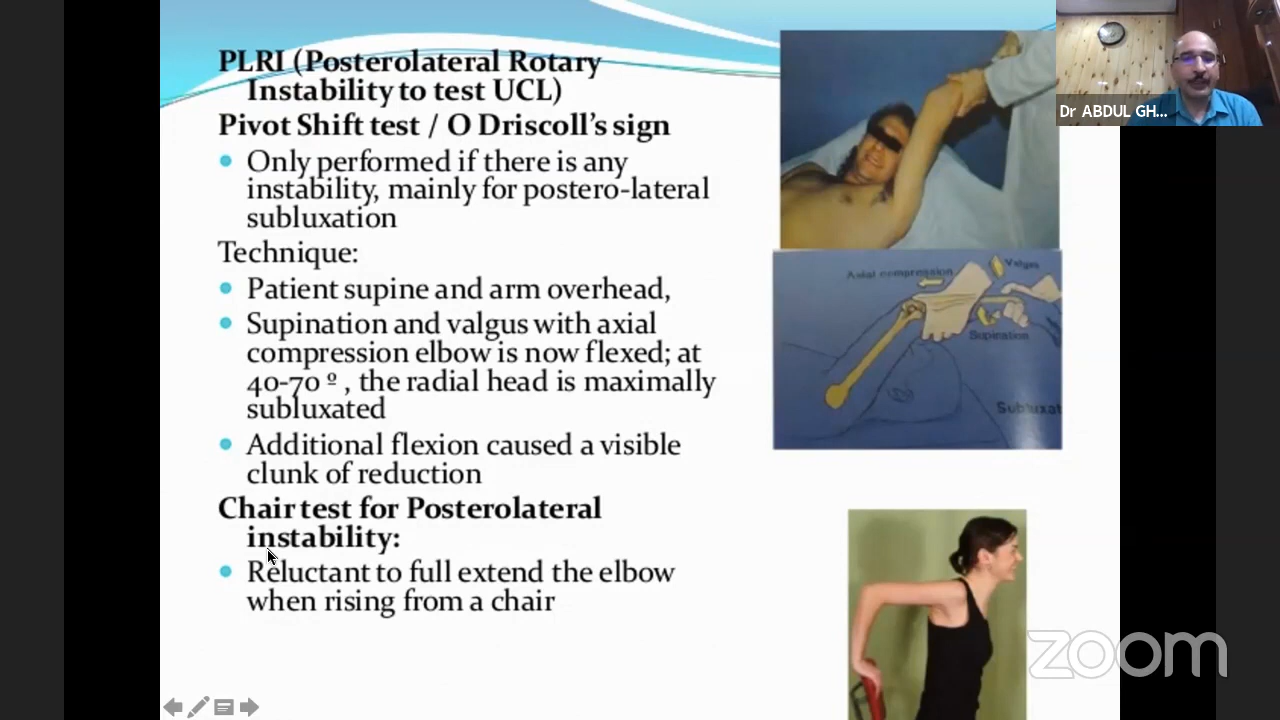 PLRI (Posterolateral Rotary
Instability to test UCL)
Pivot Shift test / O Driscoll's sign
Only performed if there is any
instability, mainly for postero-lateral
subluxation
Technique:
Patient supine and arm overhead,
Supination and valgus with axial
compression elbow is now flexed; at
40-70 º , the radial head is maximally
subluxated
Additional flexion caused a visible
clunk of reduction
Chair test for Posterolateral
instability:
Reluctant to full extend the elbow
when rising from a chair
Dr ABDUL GH...
Axial compression
Valgus
Supination
Subluxat
zoom